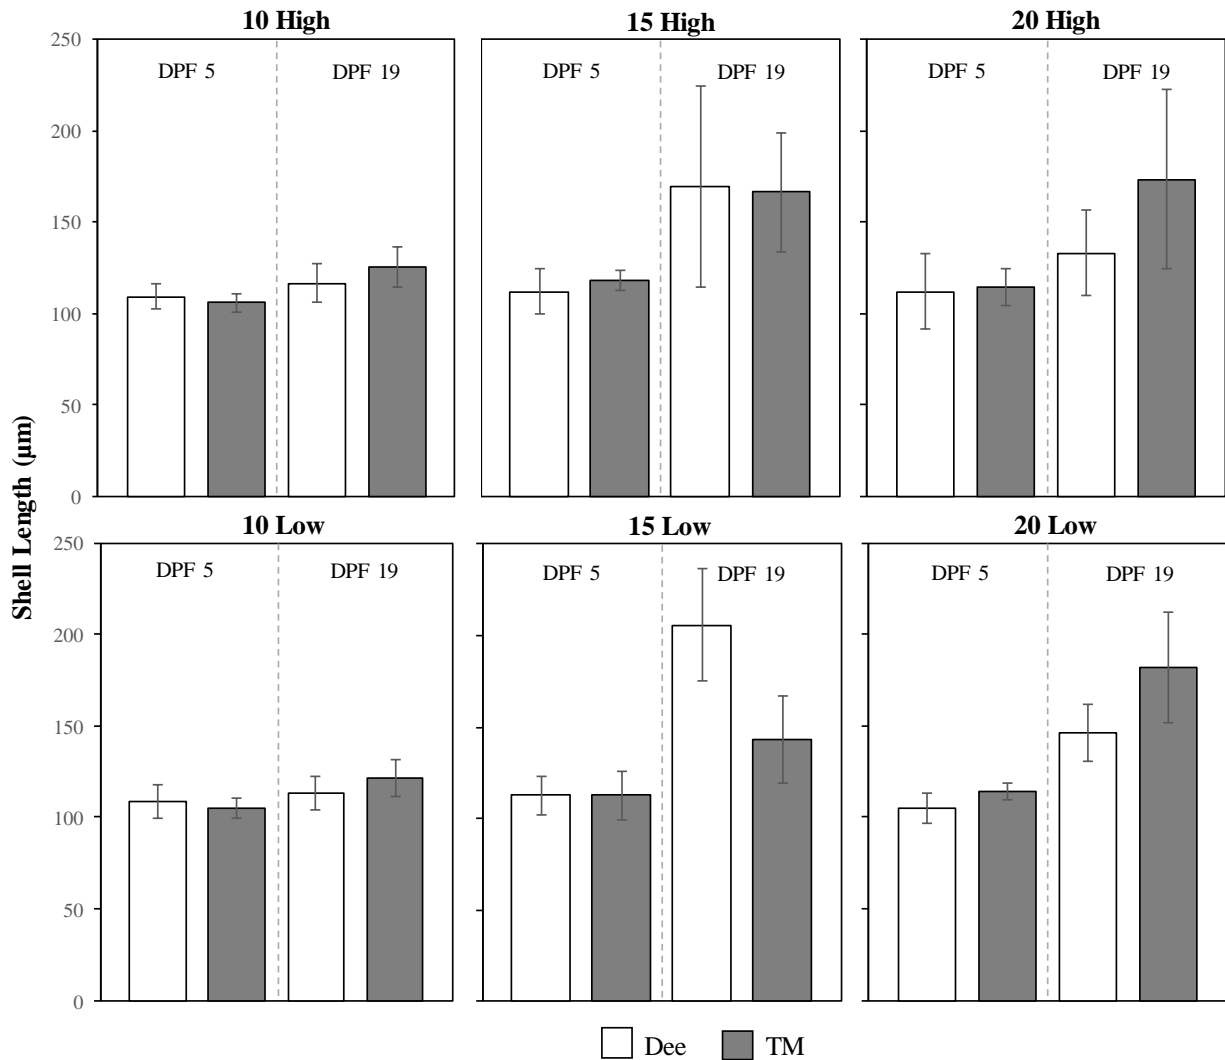 10 High
15 High
20 High
250
200
150
100
50
0
DPF 5
DPF 19
DPF 5
DPF 19
DPF 5
DPF 19
Shell Length (µm)
10 Low
15 Low
20 Low
250
200
150
100
50
0
DPF 5
DPF 19
DPF 5
DPF 19
DPF 5
DPF 19
Dee
TM